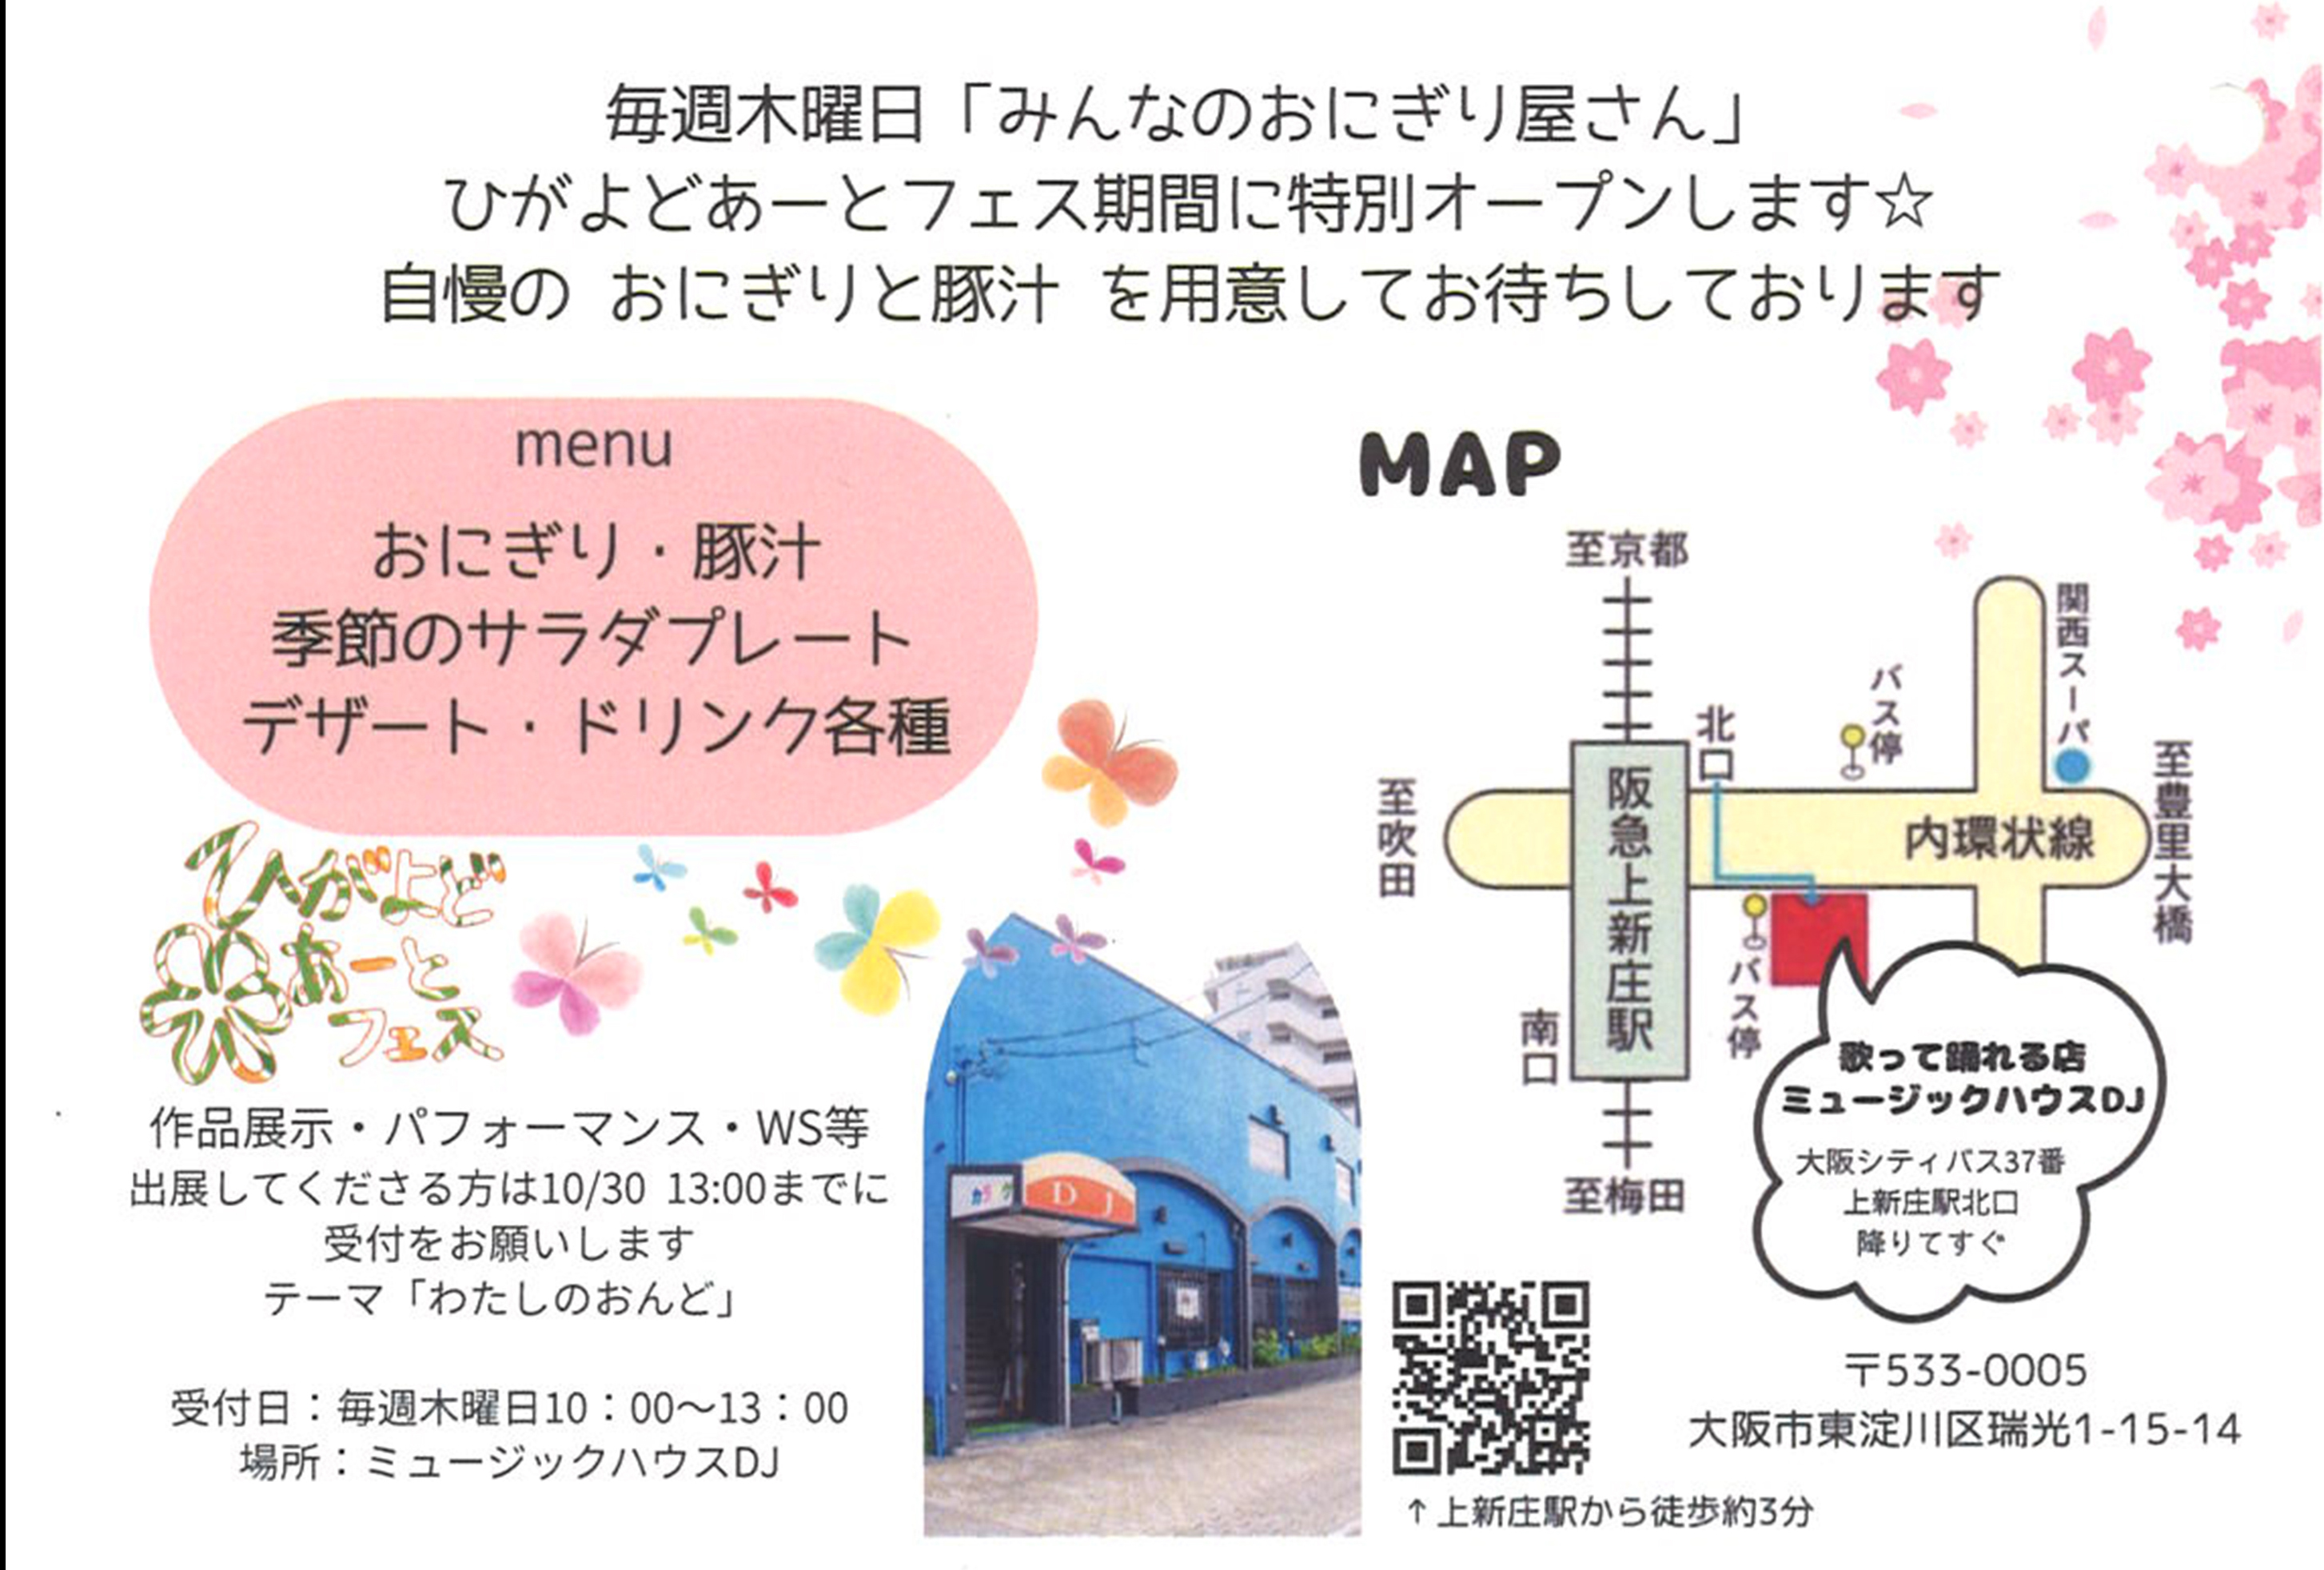 毎週木曜日「みんなのおにぎり屋さん」
ひがよどあーとフェス期間に特別オープンします☆
自慢の おにぎりと豚汁 を用意してお待ちしております
menu
おにぎり・豚汁
季節のサラダプレート
デザート・ドリンク各種
ひがよど
あーと
フェス
作品展示・パフォーマンス・WS等
出展してくださる方は10/30 13:00までに
受付をお願いします
テーマ「わたしのおんど」
受付日：毎週木曜日10：00〜13：00
場所：ミュージックハウスDJ
DJ
MAP
至京都
関西スーパー
バス停
北口
至豊里大橋
至吹田
阪急上新庄駅
内環状線
バス停
南口
至梅田
歌って踊れる店
ミュージックハウスDJ
大阪シティバス37番
上新庄駅北口
降りてすぐ
〒533-0005
大阪市東淀川区瑞光1-15-14
↑上新庄駅から徒歩約3分